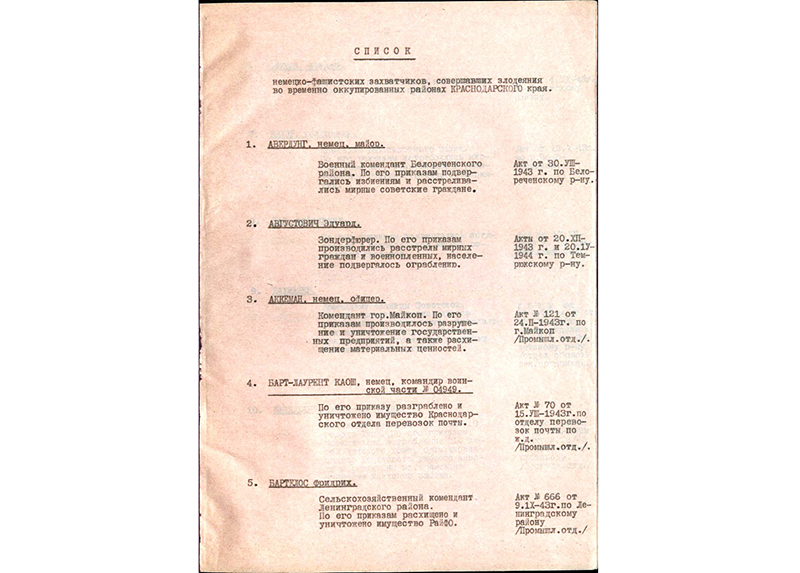 СПИСОК
немецко-фашистских захватчиков, совершавших злодеяния
во временно оккупированных районах КРАСНОДАРСКОГО края.
1. АВЕРДУНГ, немец, майор.
Военный комендант Белореченского
района. По его приказам подвер-
гались избиениям и расстрелива-
лись мирные советские граждане.
Акт от 30.УШ-
1943 г. по Бело-
реченскому р-ну.
2. АВГУСТОВИЧ Эдуард.
Зондерфюрер. По его приказам
производились расстрелы мирных
граждан и военнопленных, населе-
ние подвергалось ограблению.
Акты от 20.ХП-
1943 г. и 20.1У-
1944 г. по Тем-
рюкскому р-ну.
3. АККЕМАН, немец, офицер.
Комендант гор.Майкоп. По его
приказам производилось разруше-
ние и уничтожение государствен-
ных предприятий, а также расхи-
щение материальных ценностей.
Акт № 121 от
24.П-1943г. по
г.Майкоп
/Промышл.отд./.
4. БАРТ-ЛАУРЕНТ КАОШ, немец, командир воин-
ской части № 04949.
По его приказу разграблено и
уничтожено имущество Краснодар-
ского отдела перевозок почты.
Акт № 70 от
15.УШ-1943г.по
отделу перево-
зок почты по
ж.д.
/Промышл.отд./.
5. БАРТЕЛОС Фридрих.
Сельскохозяйственный комендант
Ленинградского района.
По его приказам расхищено и
уничтожено имущество РайФО.
Акт № 666 от
9.1Х-43г.по Ле-
нинградскому
району
/Промышл.отд./